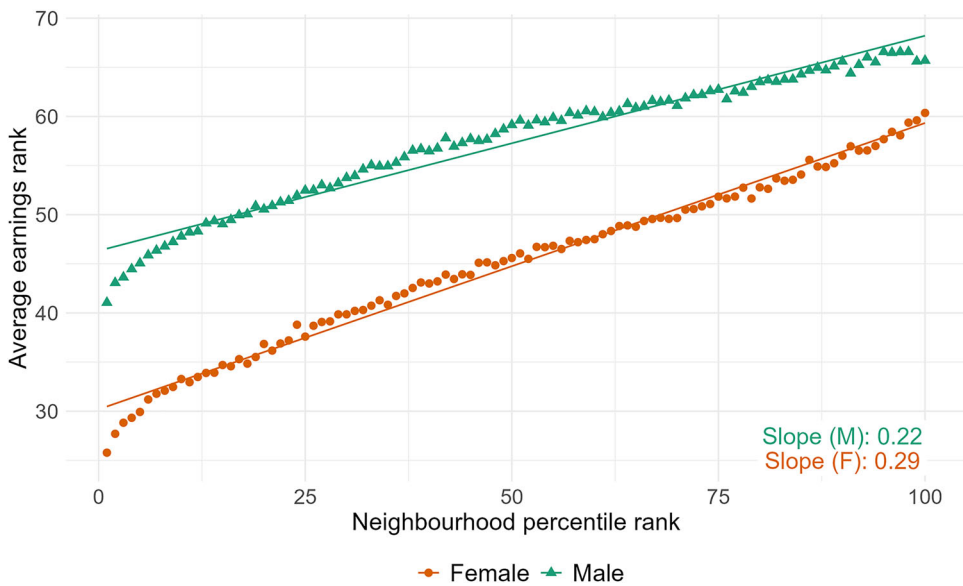 70
60
50
40
30
Average earnings rank
Slope (M): 0.22
Slope (F): 0.29
0 25 50 75 100
Neighbourhood percentile rank
Female Male